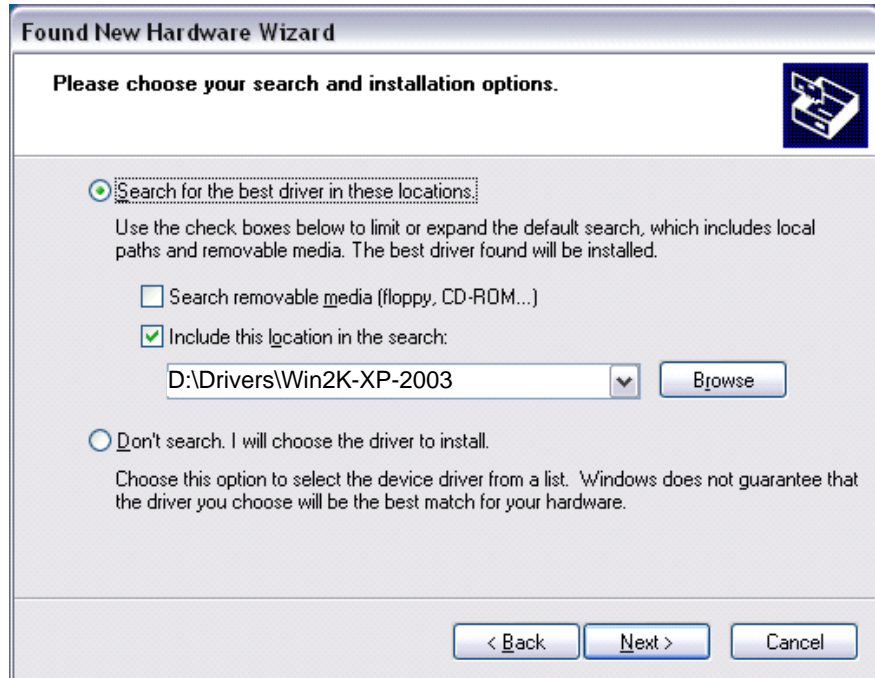 Found New Hardware Wizard
Please choose your search and installation options.
Search for the best driver in these locations.
Use the check boxes below to limit or expand the default search, which includes local
paths and removable media. The best driver found will be installed.
Search removable media (floppy, CD-ROM...)
Include this location in the search:
D:\Drivers\Win2K-XP-2003
Browse
Don't search. I will choose the driver to install.
Choose this option to select the device driver from a list.  Windows does not guarantee that
the driver you choose will be the best match for your hardware.
< Back
Next >
Cancel